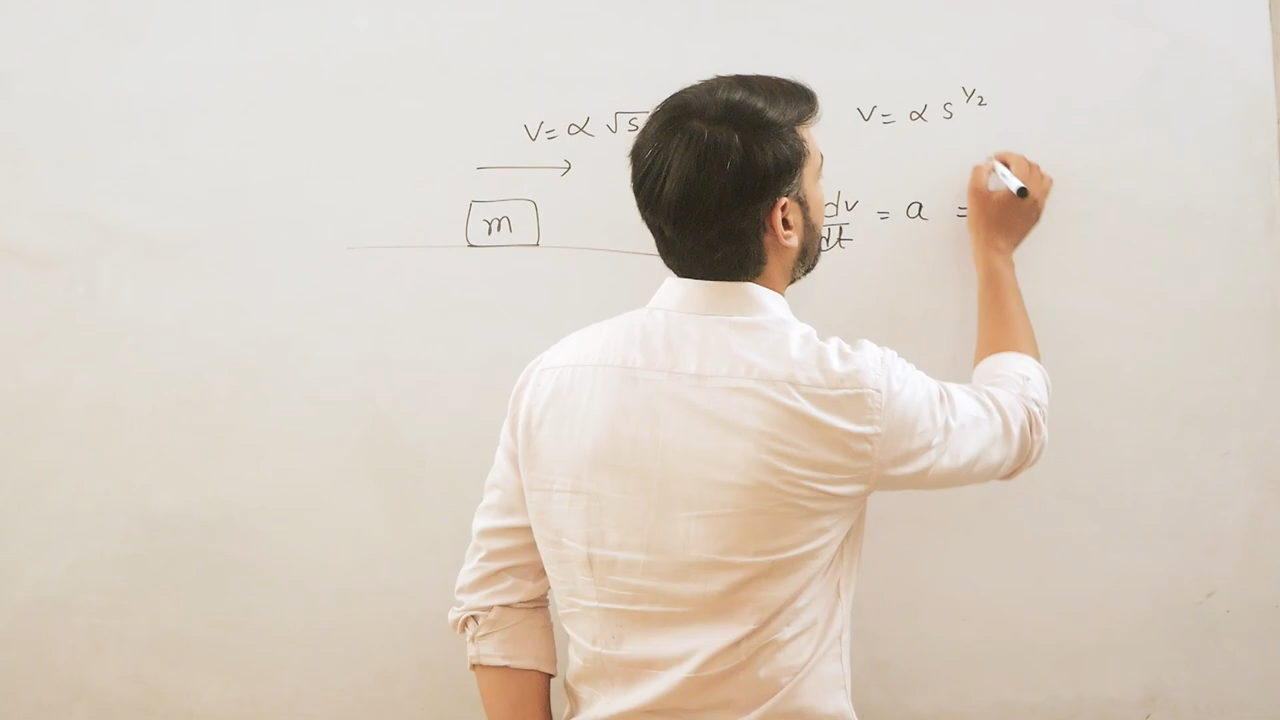 V = α √s
V = α s^1/2
m
dv/dt = a =